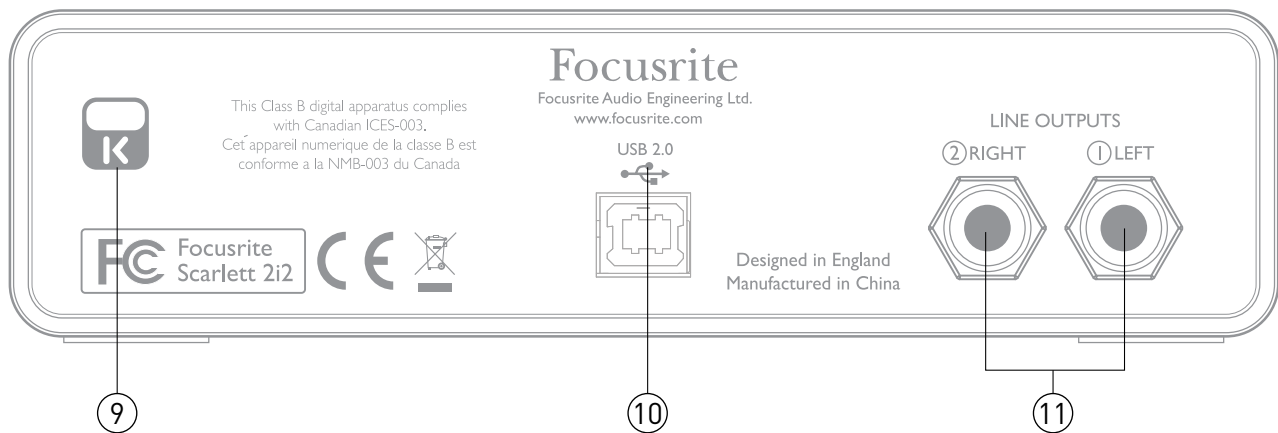 Focusrite
Focusrite Audio Engineering Ltd.
www.focusrite.com
K
This Class B digital apparatus complies
with Canadian ICES-003.
Cet́ appareil numerique de la classe B est
conforme a la NMB-003 du Canada
USB 2.0
LINE OUTPUTS
2 RIGHT
1 LEFT
FC Focusrite
Scarlett 2i2
CE
Designed in England
Manufactured in China
9
10
11